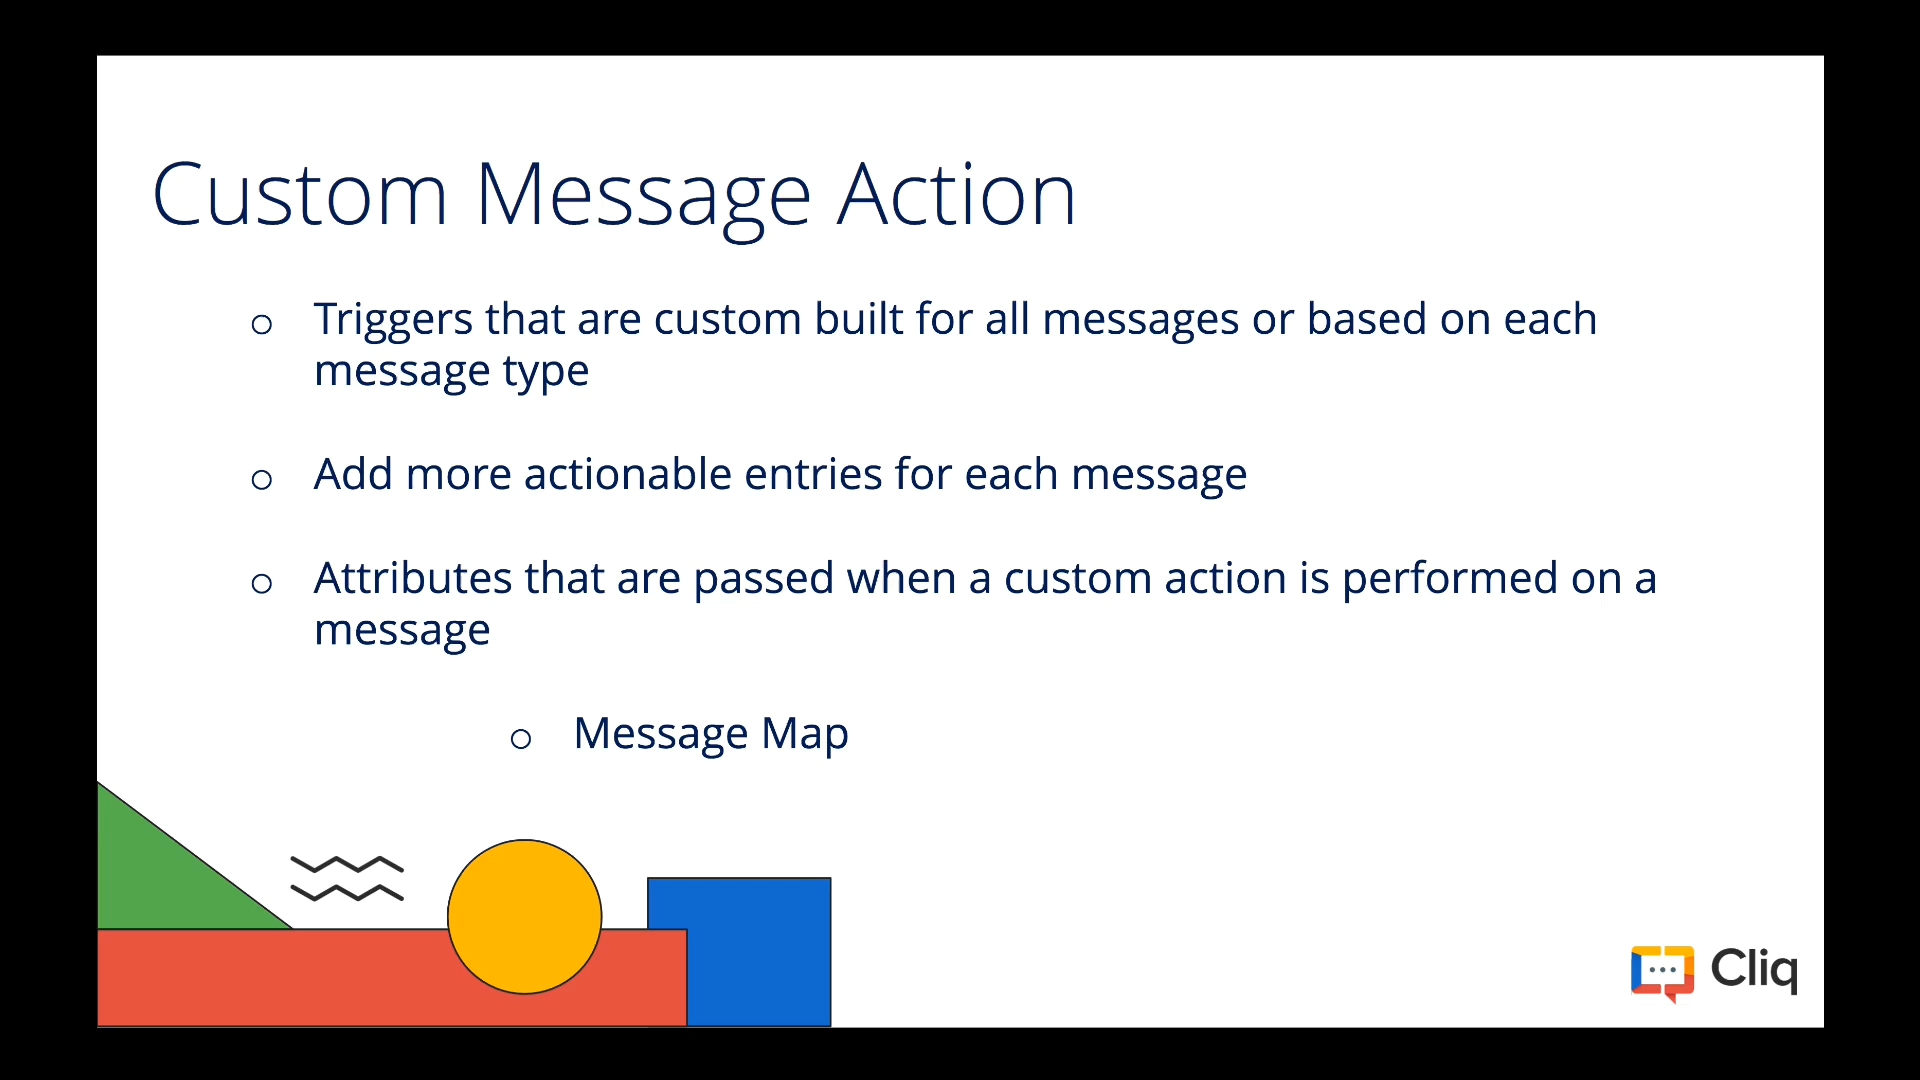 Custom Message Action
Triggers that are custom built for all messages or based on each
message type
Add more actionable entries for each message
Attributes that are passed when a custom action is performed on a
message
Message Map
Cliq